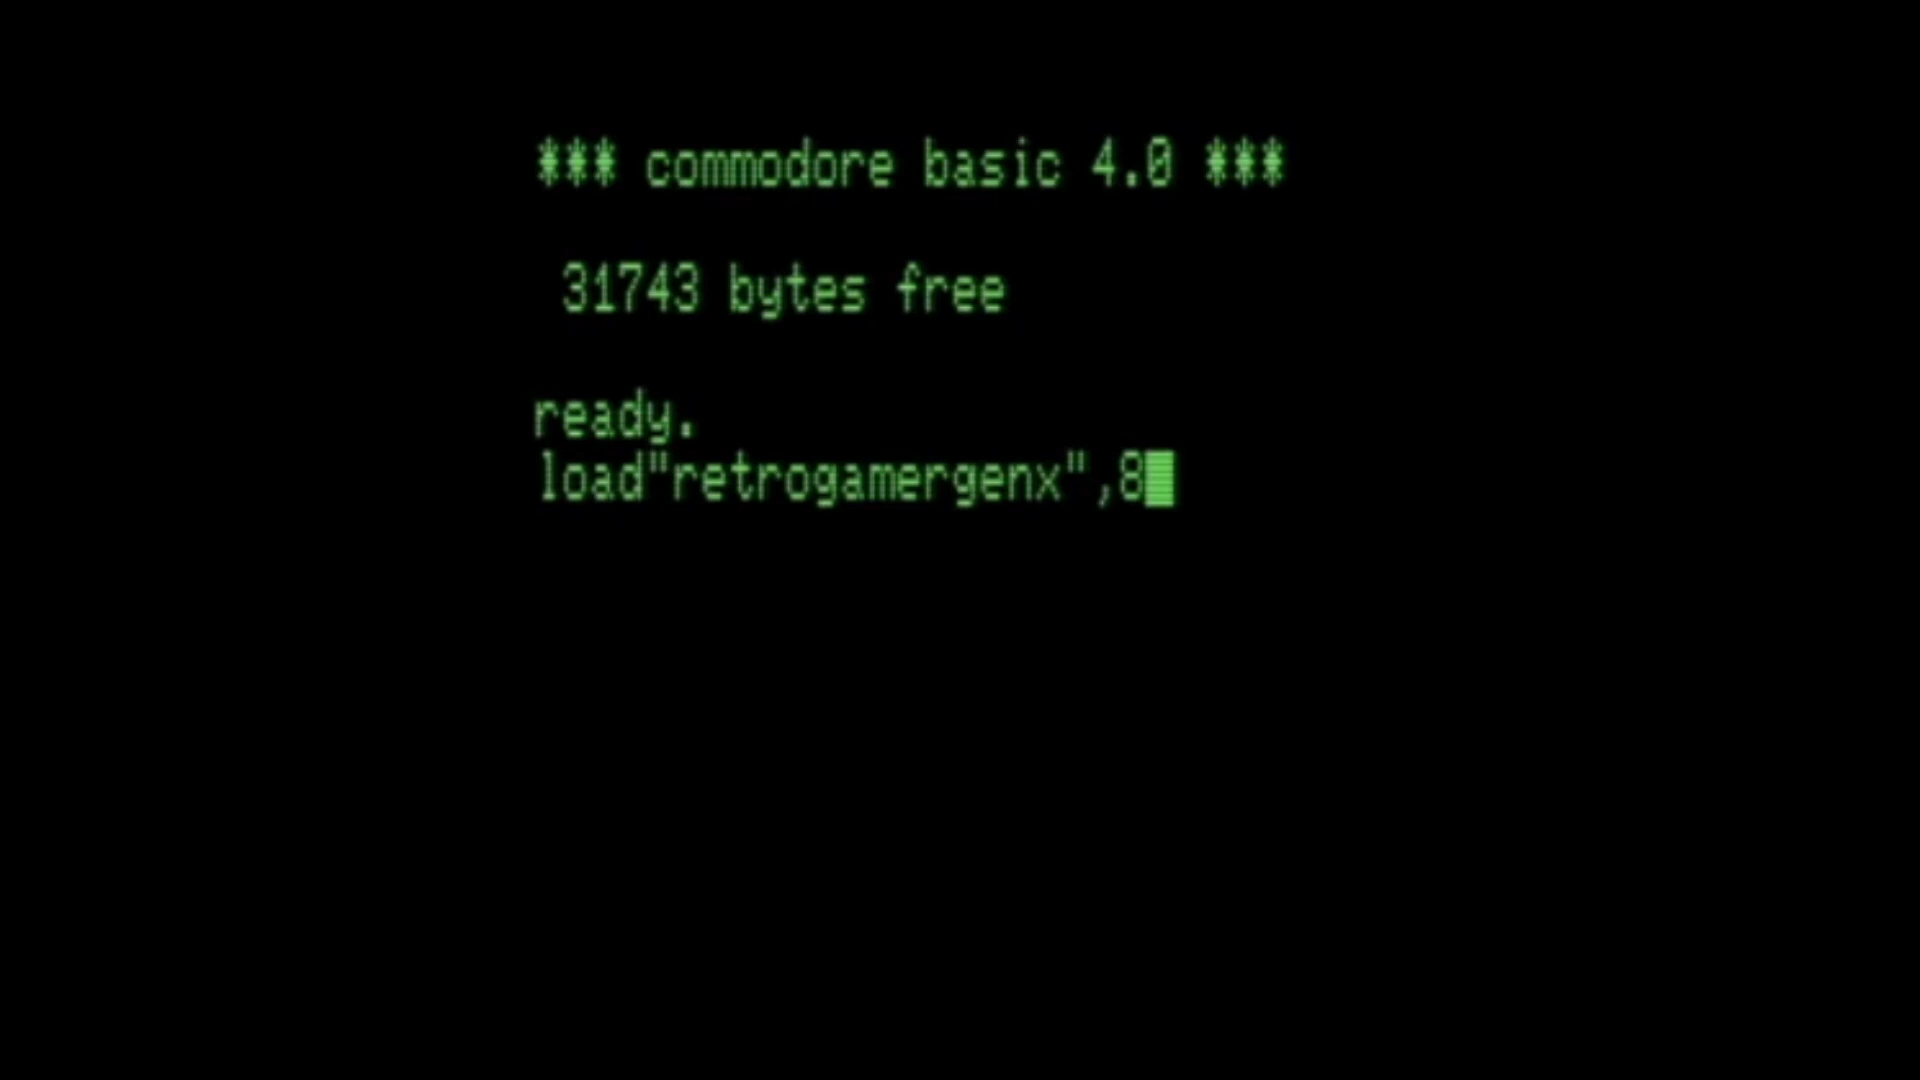 *** commodore basic 4.0 ***
31743 bytes free
ready.
load"retrogamergenx",8